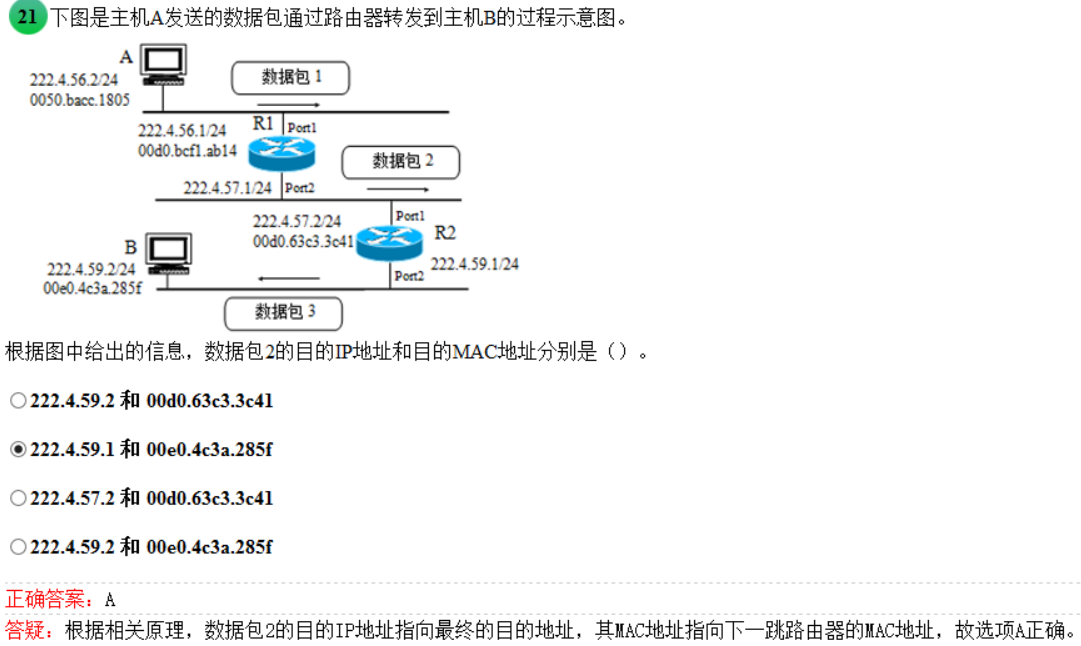 21 下图是主机A发送的数据包通过路由器转发到主机B的过程示意图。
A
222.4.56.2/24
0050.bacc.1805
数据包 1
222.4.56.1/24
00d0.bcf1.ab14
R1
Port1
数据包 2
222.4.57.1/24
Port2
222.4.57.2/24
00d0.63c3.3c41
Port1
R2
B
222.4.59.2/24
00e0.4c3a.285f
222.4.59.1/24
Port2
数据包 3
根据图中给出的信息，数据包2的目的IP地址和目的MAC地址分别是（）。
222.4.59.2 和 00d0.63c3.3c41
222.4.59.1 和 00e0.4c3a.285f
222.4.57.2 和 00d0.63c3.3c41
222.4.59.2 和 00e0.4c3a.285f
正确答案：A
答疑：根据相关原理，数据包2的目的IP地址指向最终的目的地址，其MAC地址指向下一跳路由器的MAC地址，故选项A正确。